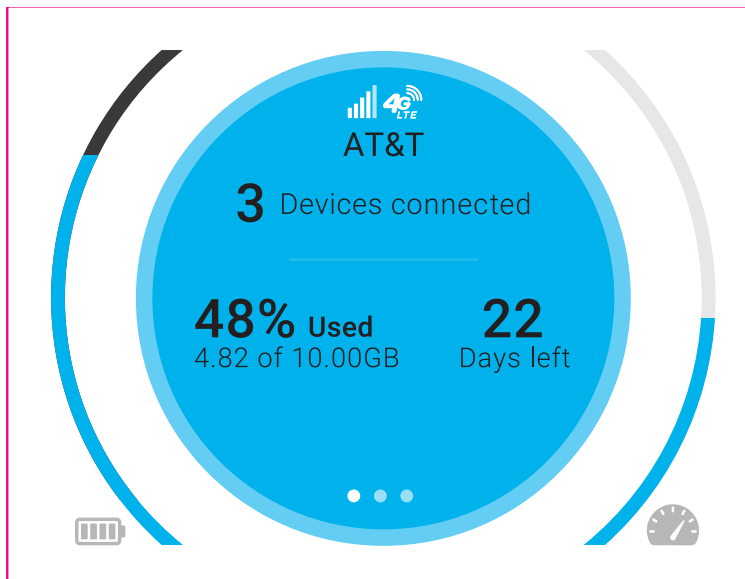 4G
LTE
AT&T
3 Devices connected
48% Used
4.82 of 10.00GB
22
Days left